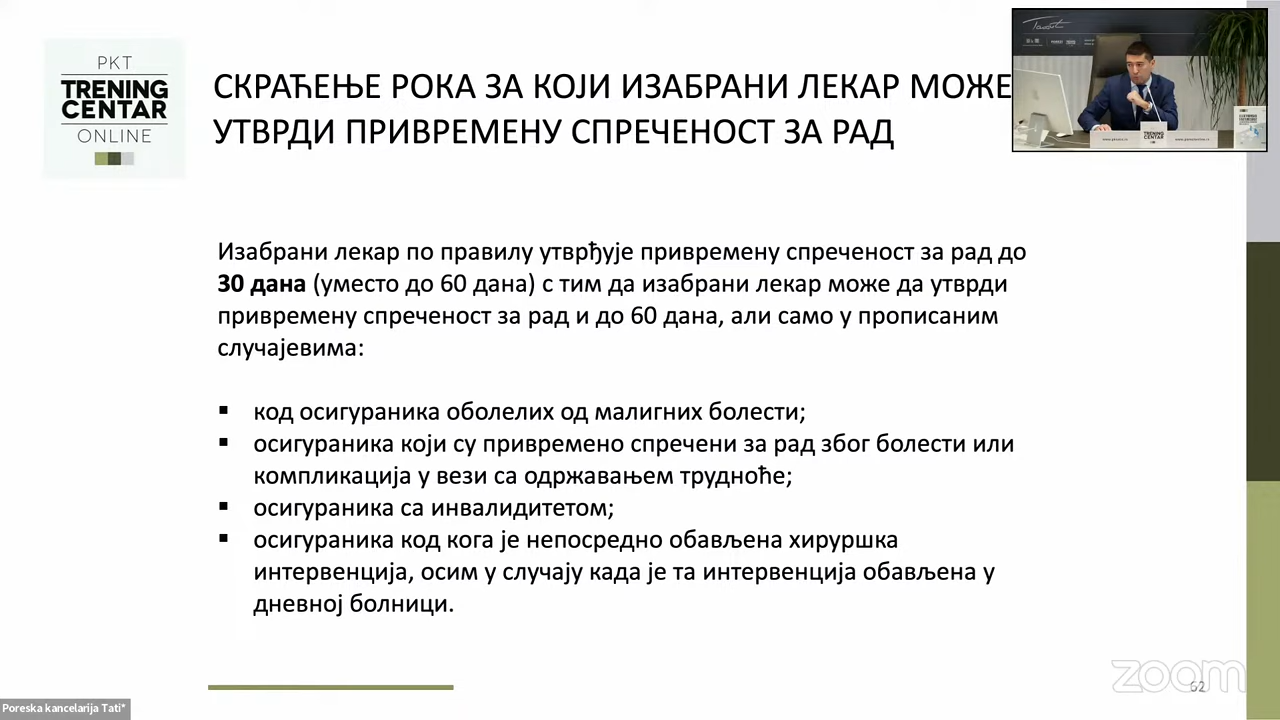 PKT
TRENING
CENTAR
ONLINE
СКРАЋЕЊЕ РОКА ЗА КОЈИ ИЗАБРАНИ ЛЕКАР МОЖЕ
УТВРДИ ПРИВРЕМЕНУ СПРЕЧЕНОСТ ЗА РАД
Изабрани лекар по правилу утврђује привремену спреченост за рад до
30 дана (уместо до 60 дана) с тим да изабрани лекар може да утврди
привремену спреченост за рад и до 60 дана, али само у прописаним
случајевима:
▪ код осигураника оболелих од малигних болести;
▪ осигураника који су привремено спречени за рад због болести или
компликација у вези са одржавањем трудноће;
▪ осигураника са инвалидитетом;
▪ осигураника код кога је непосредно обављена хируршка
интервенција, осим у случају када је та интервенција обављена у
дневној болници.
TRENING
CENTAR
zoom
62
Poreska kancelarija Tati*